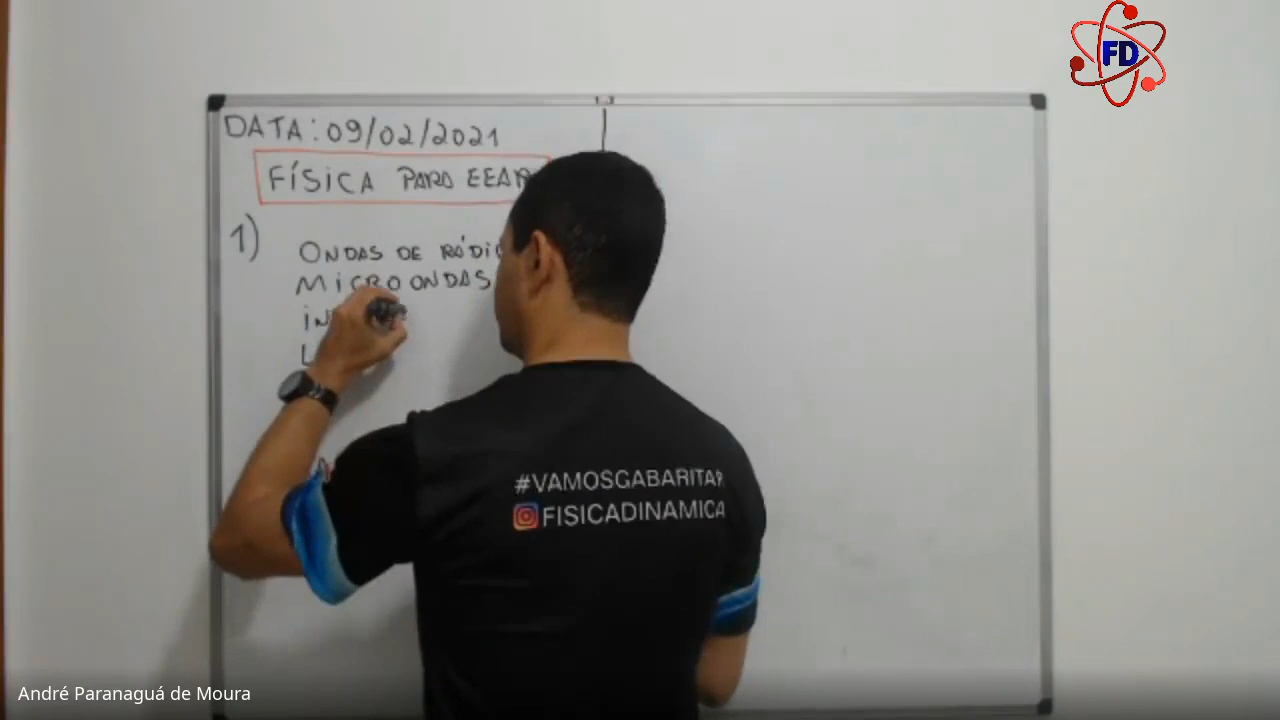 FD
DATA: 09/02/2021
FÍSICA PARA EEAR
1)
ONDAS DE RÁDIO
MICROONDAS
#VAMOSGABARITAR
FISICADINAMICA
André Paranaguá de Moura